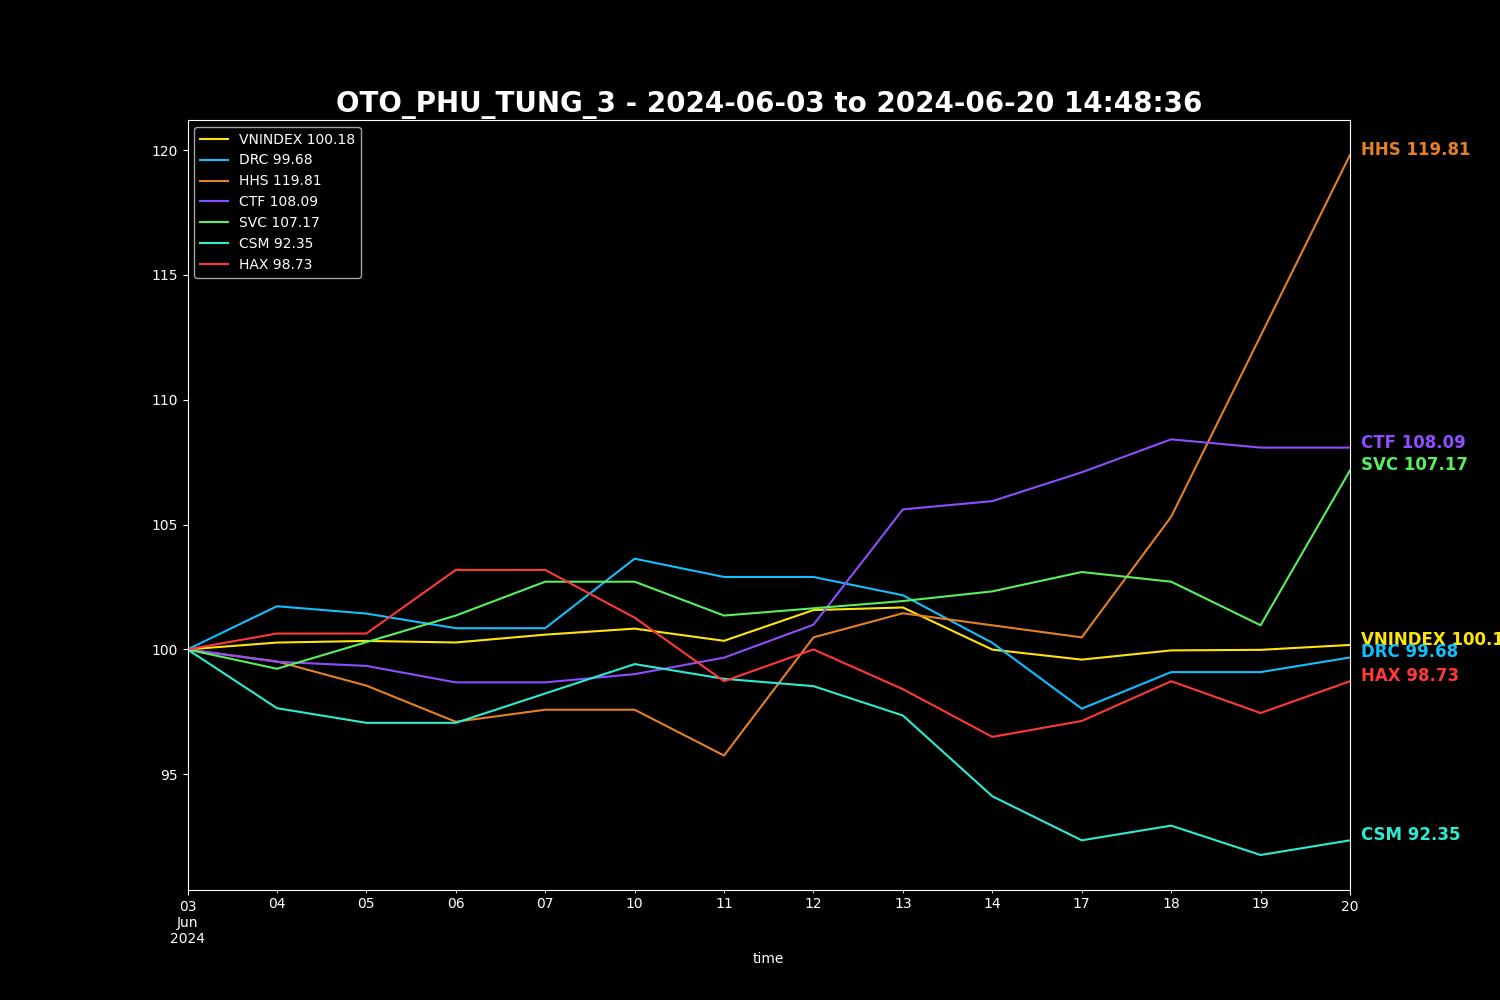 OTO_PHU_TUNG_3 - 2024-06-03 to 2024-06-20 14:48:36
VNINDEX 100.18
DRC 99.68
HHS 119.81
CTF 108.09
SVC 107.17
CSM 92.35
HAX 98.73
120
115
110
105
100
95
HHS 119.81
CTF 108.09
SVC 107.17
VNINDEX 100.1
DRC 99.68
HAX 98.73
CSM 92.35
03 04 05 06 07 10 11 12 13 14 17 18 19 20
Jun
2024
time